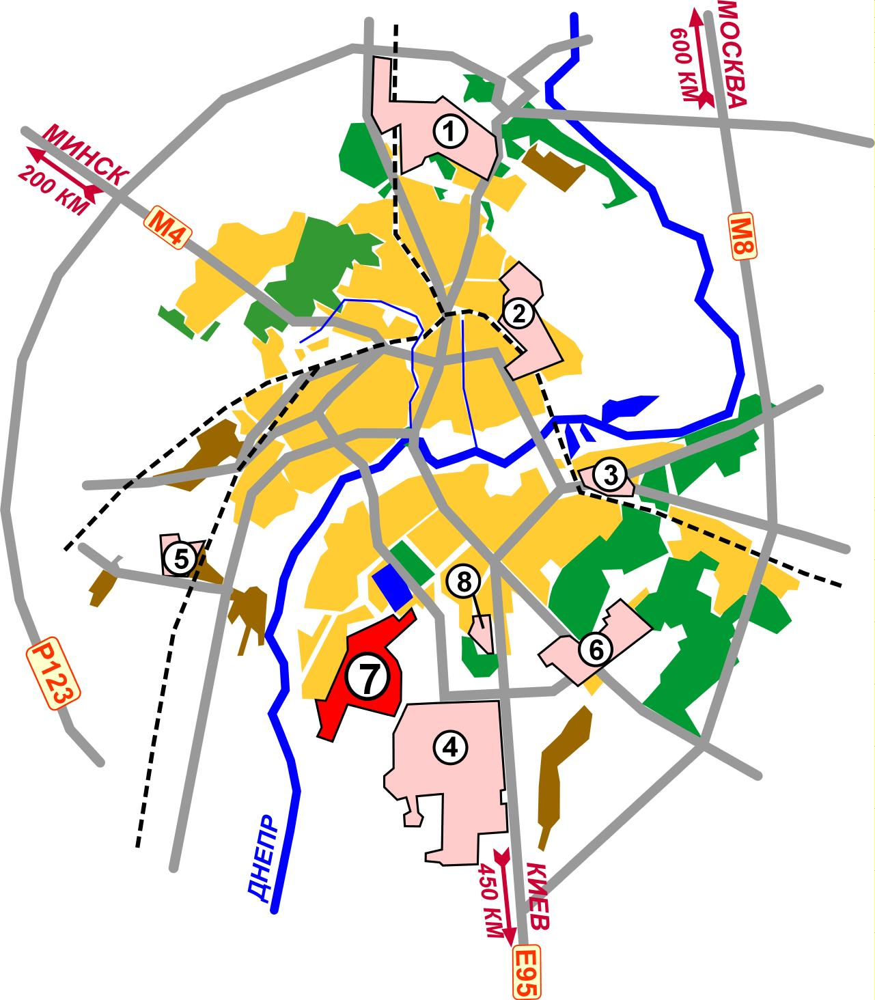 МОСКВА
600 КМ
МИНСК
200 КМ
М4
М8
1
2
3
5
8
6
7
4
Р123
ДНЕПР
КИЕВ
450 КМ
Е95